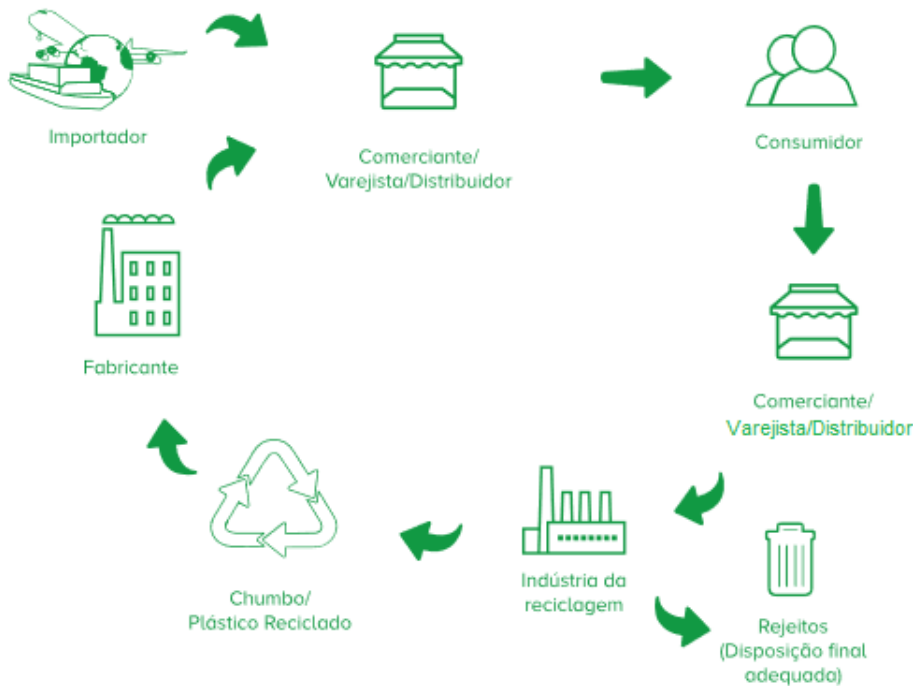 Importador
Comerciante/
Varejista/Distribuidor
Consumidor
Fabricante
Comerciante/
Varejista/Distribuidor
Chumbo/
Plástico Reciclado
Indústria da
reciclagem
Rejeitos
(Disposição final
adequada)